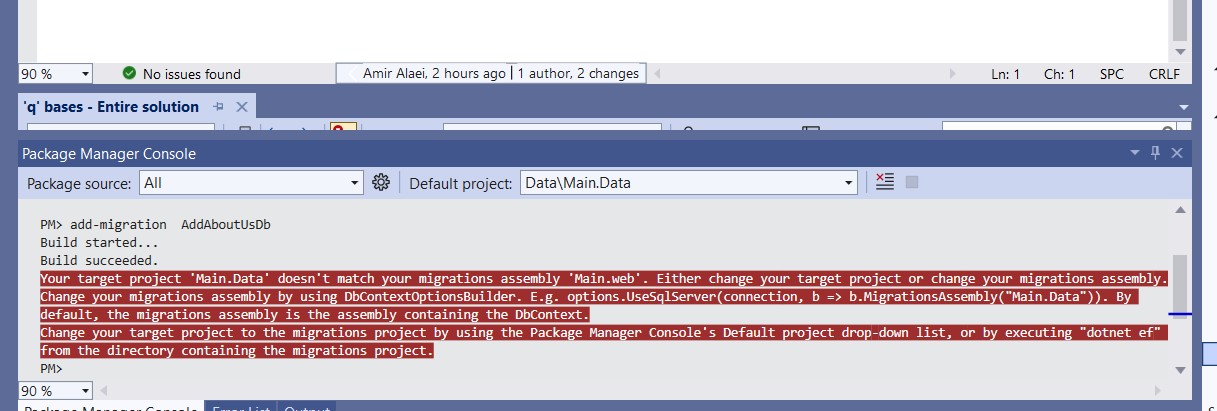 90 %
No issues found
Amir Alaei, 2 hours ago | 1 author, 2 changes
Ln: 1 Ch: 1 SPC CRLF
'q' bases - Entire solution
Package Manager Console
Package source: All
Default project: Data\Main.Data
PM> add-migration  AddAboutUsDb
Build started...
Build succeeded.
Your target project 'Main.Data' doesn't match your migrations assembly 'Main.web'. Either change your target project or change your migrations assembly.
Change your migrations assembly by using DbContextOptionsBuilder. E.g. options.UseSqlServer(connection, b => b.MigrationsAssembly("Main.Data")). By
default, the migrations assembly is the assembly containing the DbContext.
Change your target project to the migrations project by using the Package Manager Console's Default project drop-down list, or by executing "dotnet ef"
from the directory containing the migrations project.
PM>
90 %
Package Manager Console Error List Output